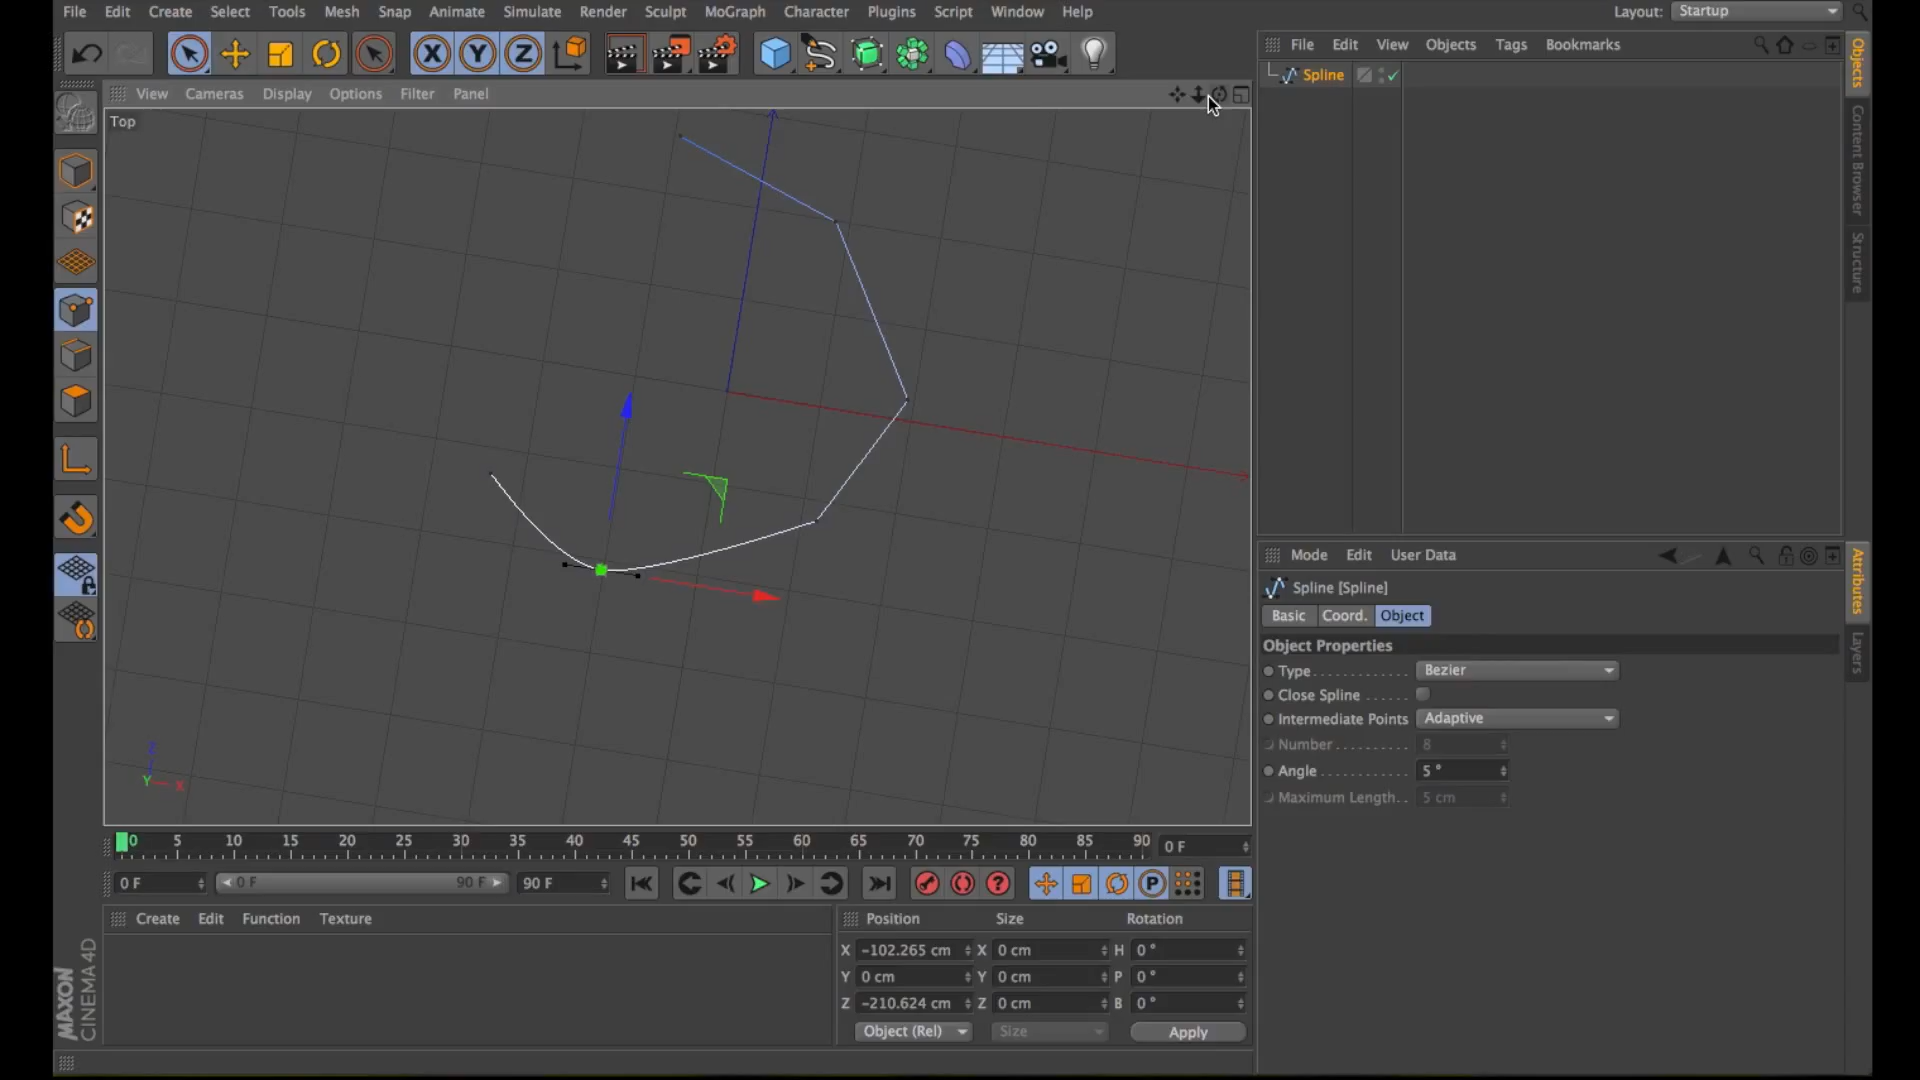 File Edit Create Select Tools Mesh Snap Animate Simulate Render Sculpt MoGraph Character Plugins Script Window Help Layout: Startup
X Y Z
File Edit View Objects Tags Bookmarks
Spline
View Cameras Display Options Filter Panel
Top
Objects
Content Browser
Structure
Mode Edit User Data
Spline [Spline]
Basic Coord. Object
Object Properties
Type Bezier
Close Spline
Intermediate Points Adaptive
Number 8
Angle 5 °
Maximum Length 5 cm
Attributes
Layers
Z
Y X
0 5 10 15 20 25 30 35 40 45 50 55 60 65 70 75 80 85 90 0 F
0 F 0 F 90 F 90 F ? P
Create Edit Function Texture
Position Size Rotation
X -102.265 cm X 0 cm H 0 °
Y 0 cm Y 0 cm P 0 °
Z -210.624 cm Z 0 cm B 0 °
Object (Rel) Size Apply
MAXON
CINEMA 4D